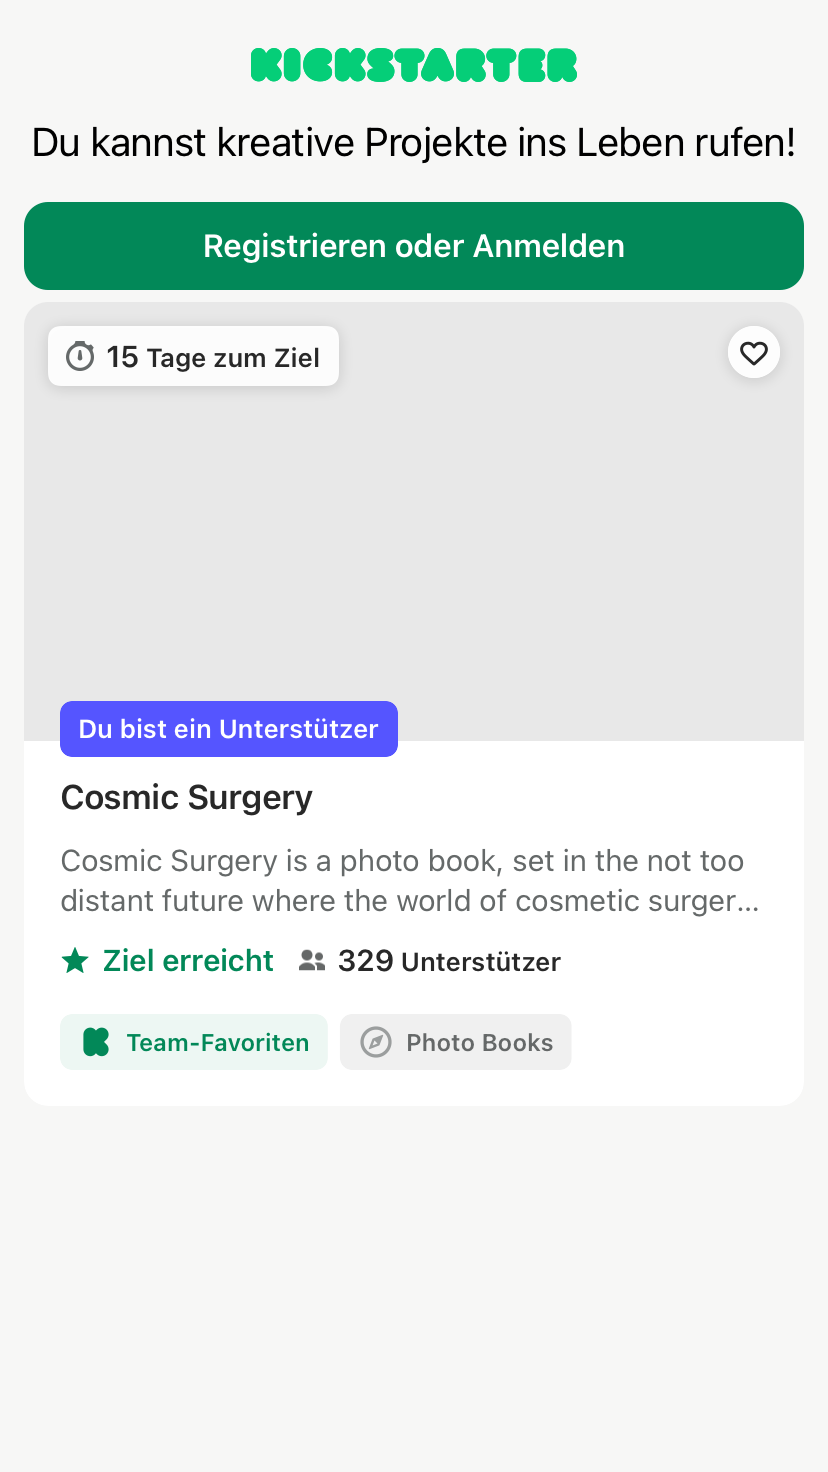 KICKSTARTER
Du kannst kreative Projekte ins Leben rufen!
Registrieren oder Anmelden
15 Tage zum Ziel
Du bist ein Unterstützer
Cosmic Surgery
Cosmic Surgery is a photo book, set in the not too
distant future where the world of cosmetic surger...
Ziel erreicht
329 Unterstützer
Team-Favoriten
Photo Books